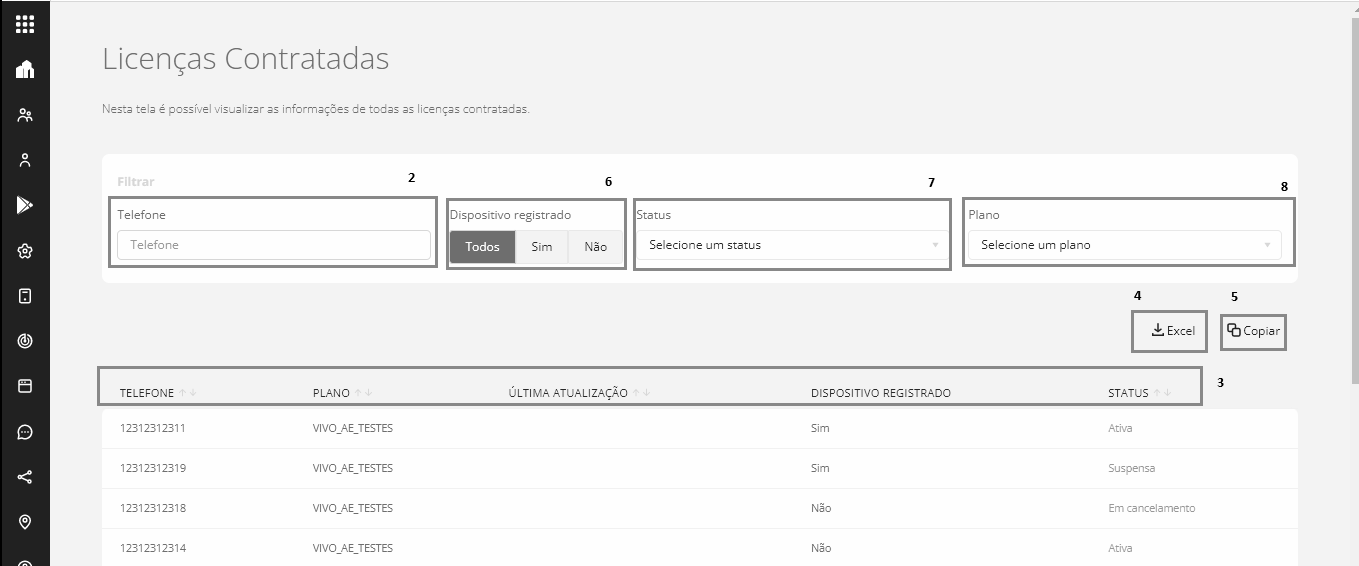 Licenças Contratadas
Nesta tela é possível visualizar as informações de todas as licenças contratadas.
Filtrar 2 6 7 8
Telefone Dispositivo registrado Status Plano
Telefone Todos Sim Não Selecione um status Selecione um plano
4 5
Excel Copiar
3
TELEFONE PLANO ÚLTIMA ATUALIZAÇÃO DISPOSITIVO REGISTRADO STATUS
12312312311 VIVO_AE_TESTES Sim Ativa
12312312319 VIVO_AE_TESTES Sim Suspensa
12312312318 VIVO_AE_TESTES Não Em cancelamento
12312312314 VIVO_AE_TESTES Não Ativa